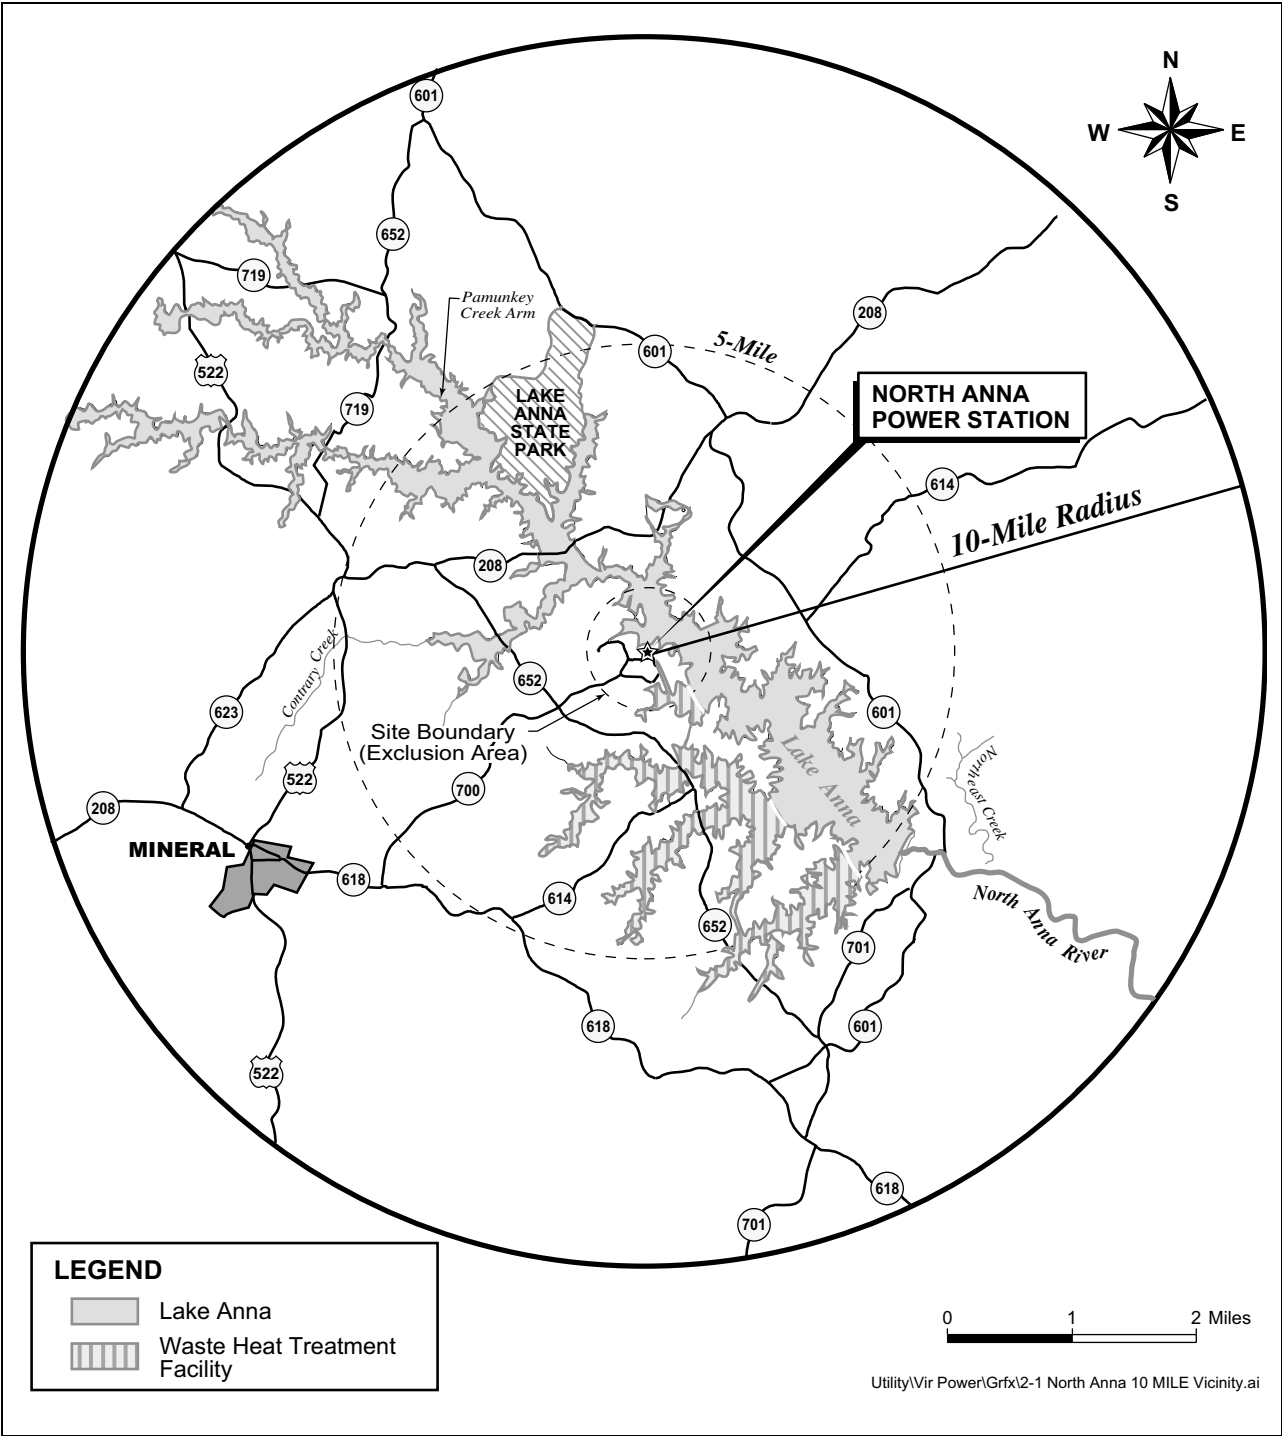 N
W E
S
601
652
719
Pamunkey
Creek Arm
208
601
5-Mile
522
NORTH ANNA
POWER STATION
LAKE
ANNA
STATE
PARK
719
614
10-Mile Radius
208
Contrary Creek
652
623
601
Site Boundary
(Exclusion Area)
Lake Anna
Northeast Creek
522
700
208
MINERAL
618
614
652
701
North Anna River
618
601
522
618
701
LEGEND
Lake Anna
Waste Heat Treatment
Facility
0 1 2 Miles
Utility\Vir Power\Grfx\2-1 North Anna 10 MILE Vicinity.ai